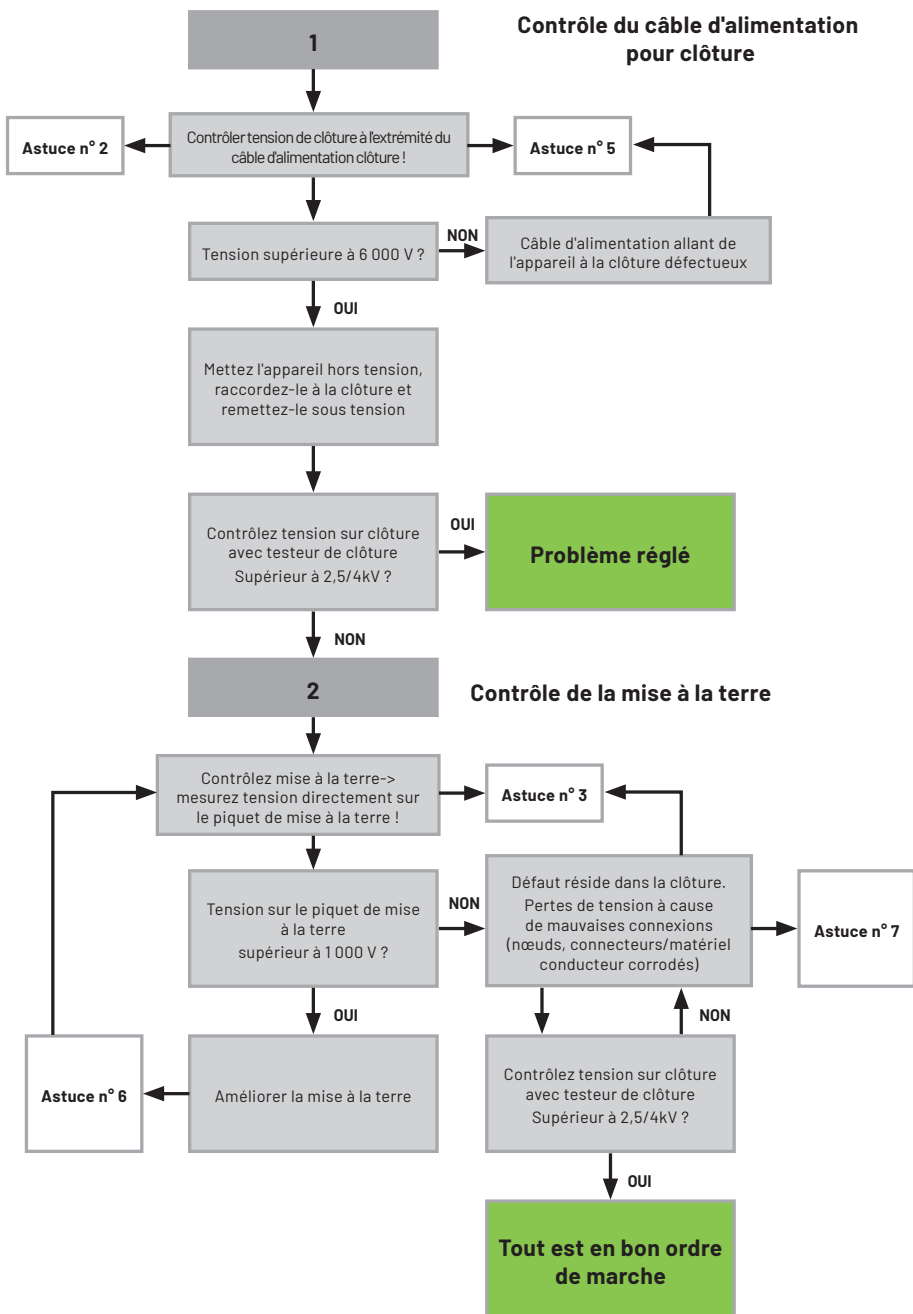 1
Contrôle du câble d'alimentation
pour clôture
Astuce n° 2
Contrôler tension de clôture à l'extrémité du
câble d'alimentation clôture !
Astuce n° 5
Tension supérieure à 6 000 V ?
NON
Câble d'alimentation allant de
l'appareil à la clôture défectueux
OUI
Mettez l'appareil hors tension,
raccordez-le à la clôture et
remettez-le sous tension
Contrôlez tension sur clôture
avec testeur de clôture
Supérieur à 2,5/4kV ?
OUI
Problème réglé
NON
2
Contrôle de la mise à la terre
Contrôlez mise à la terre->
mesurez tension directement sur
le piquet de mise à la terre !
Astuce n° 3
Tension sur le piquet de mise
à la terre
supérieur à 1 000 V ?
NON
Défaut réside dans la clôture.
Pertes de tension à cause
de mauvaises connexions
(nœuds, connecteurs/matériel
conducteur corrodés)
Astuce n° 7
OUI
NON
Astuce n° 6
Améliorer la mise à la terre
Contrôlez tension sur clôture
avec testeur de clôture
Supérieur à 2,5/4kV ?
OUI
Tout est en bon ordre
de marche